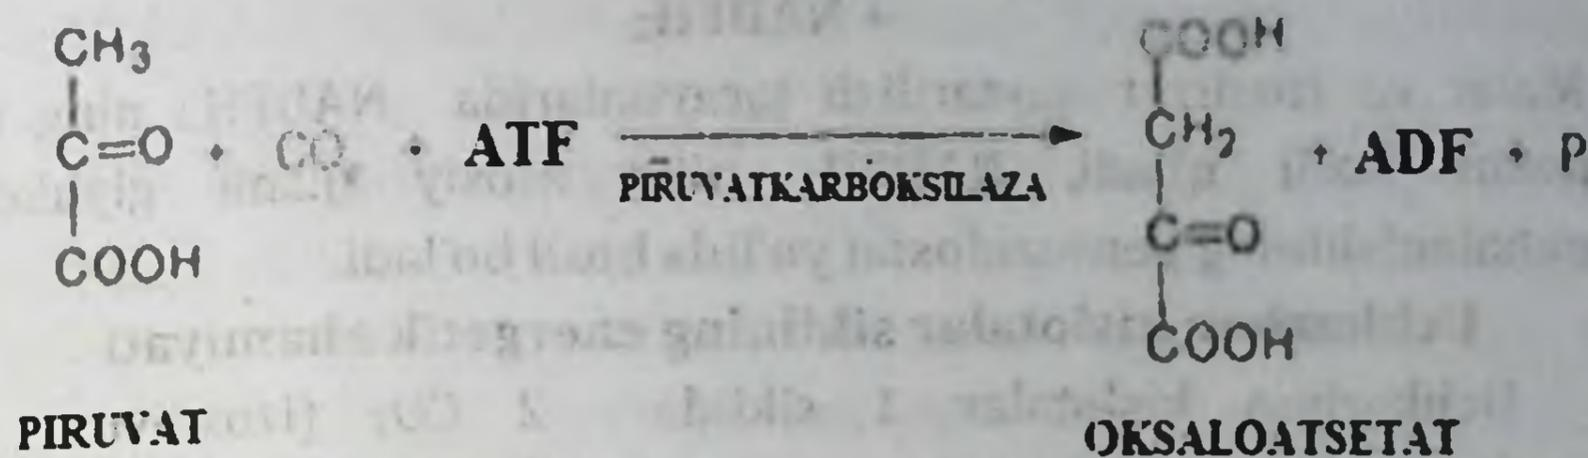 CH3
COOH
C=O + CO + ATF
CH2
+ ADF + P
PIRUVATKARBOKSILAZA
C=O
COOH
COOH
PIRUVAT
OKSALOATSETAT